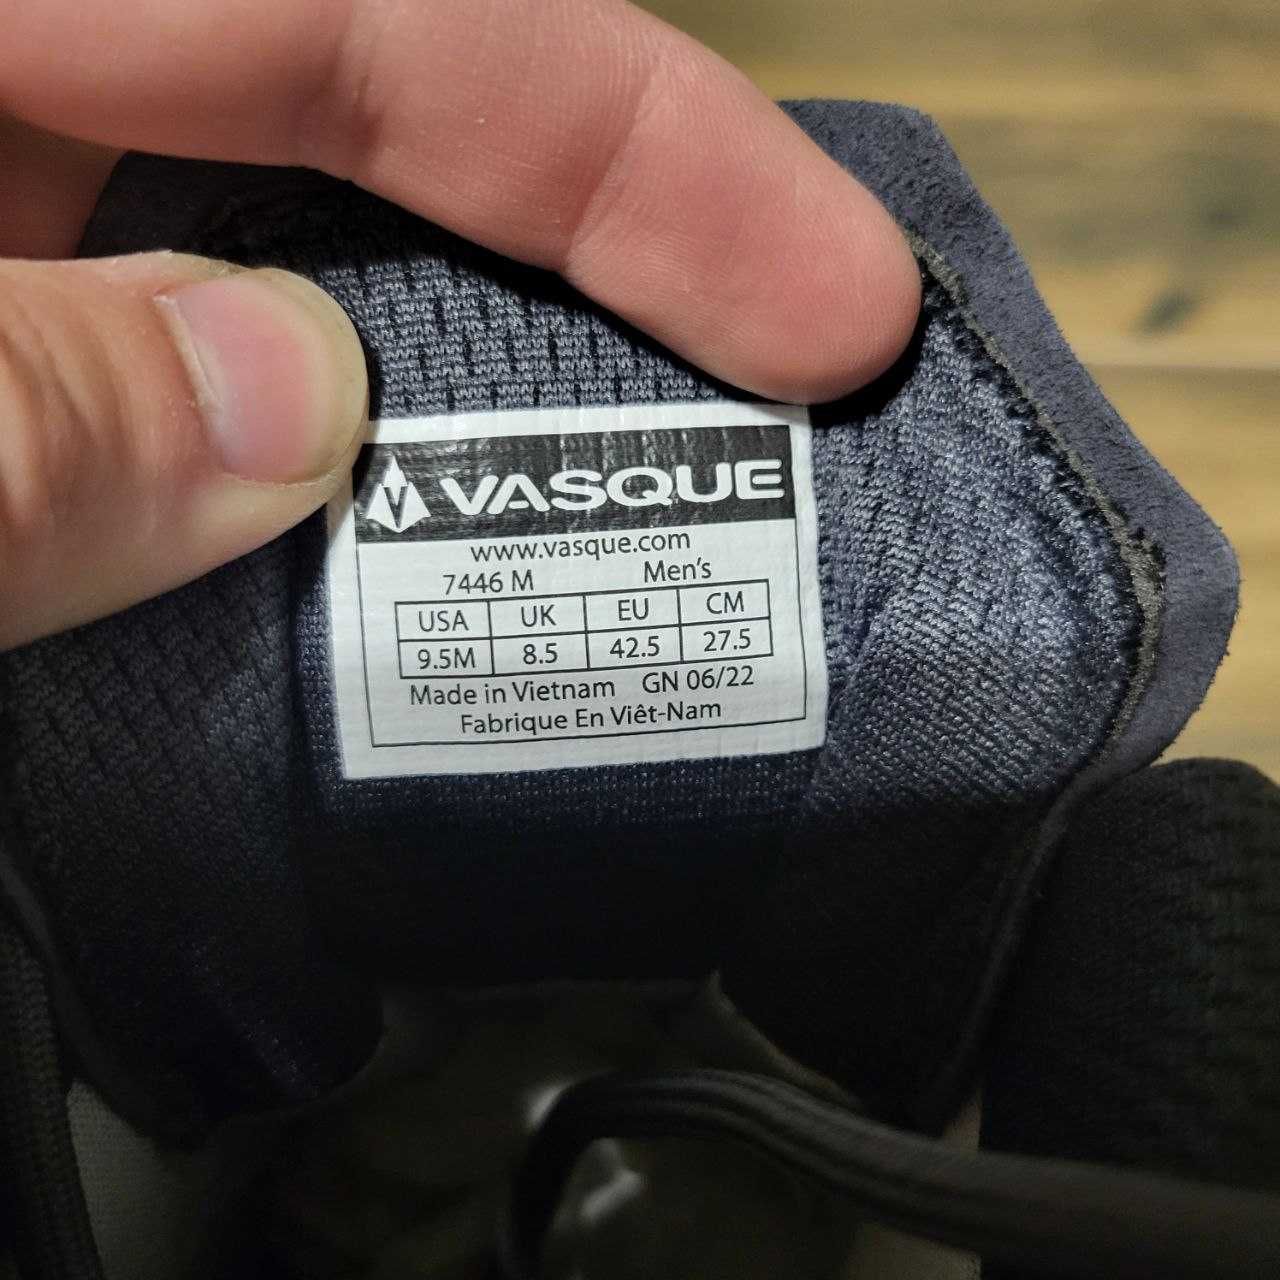 VASQUE
www.vasque.com
7446 M Men's
USA UK EU CM
9.5M 8.5 42.5 27.5
Made in Vietnam GN 06/22
Fabrique En Viêt-Nam